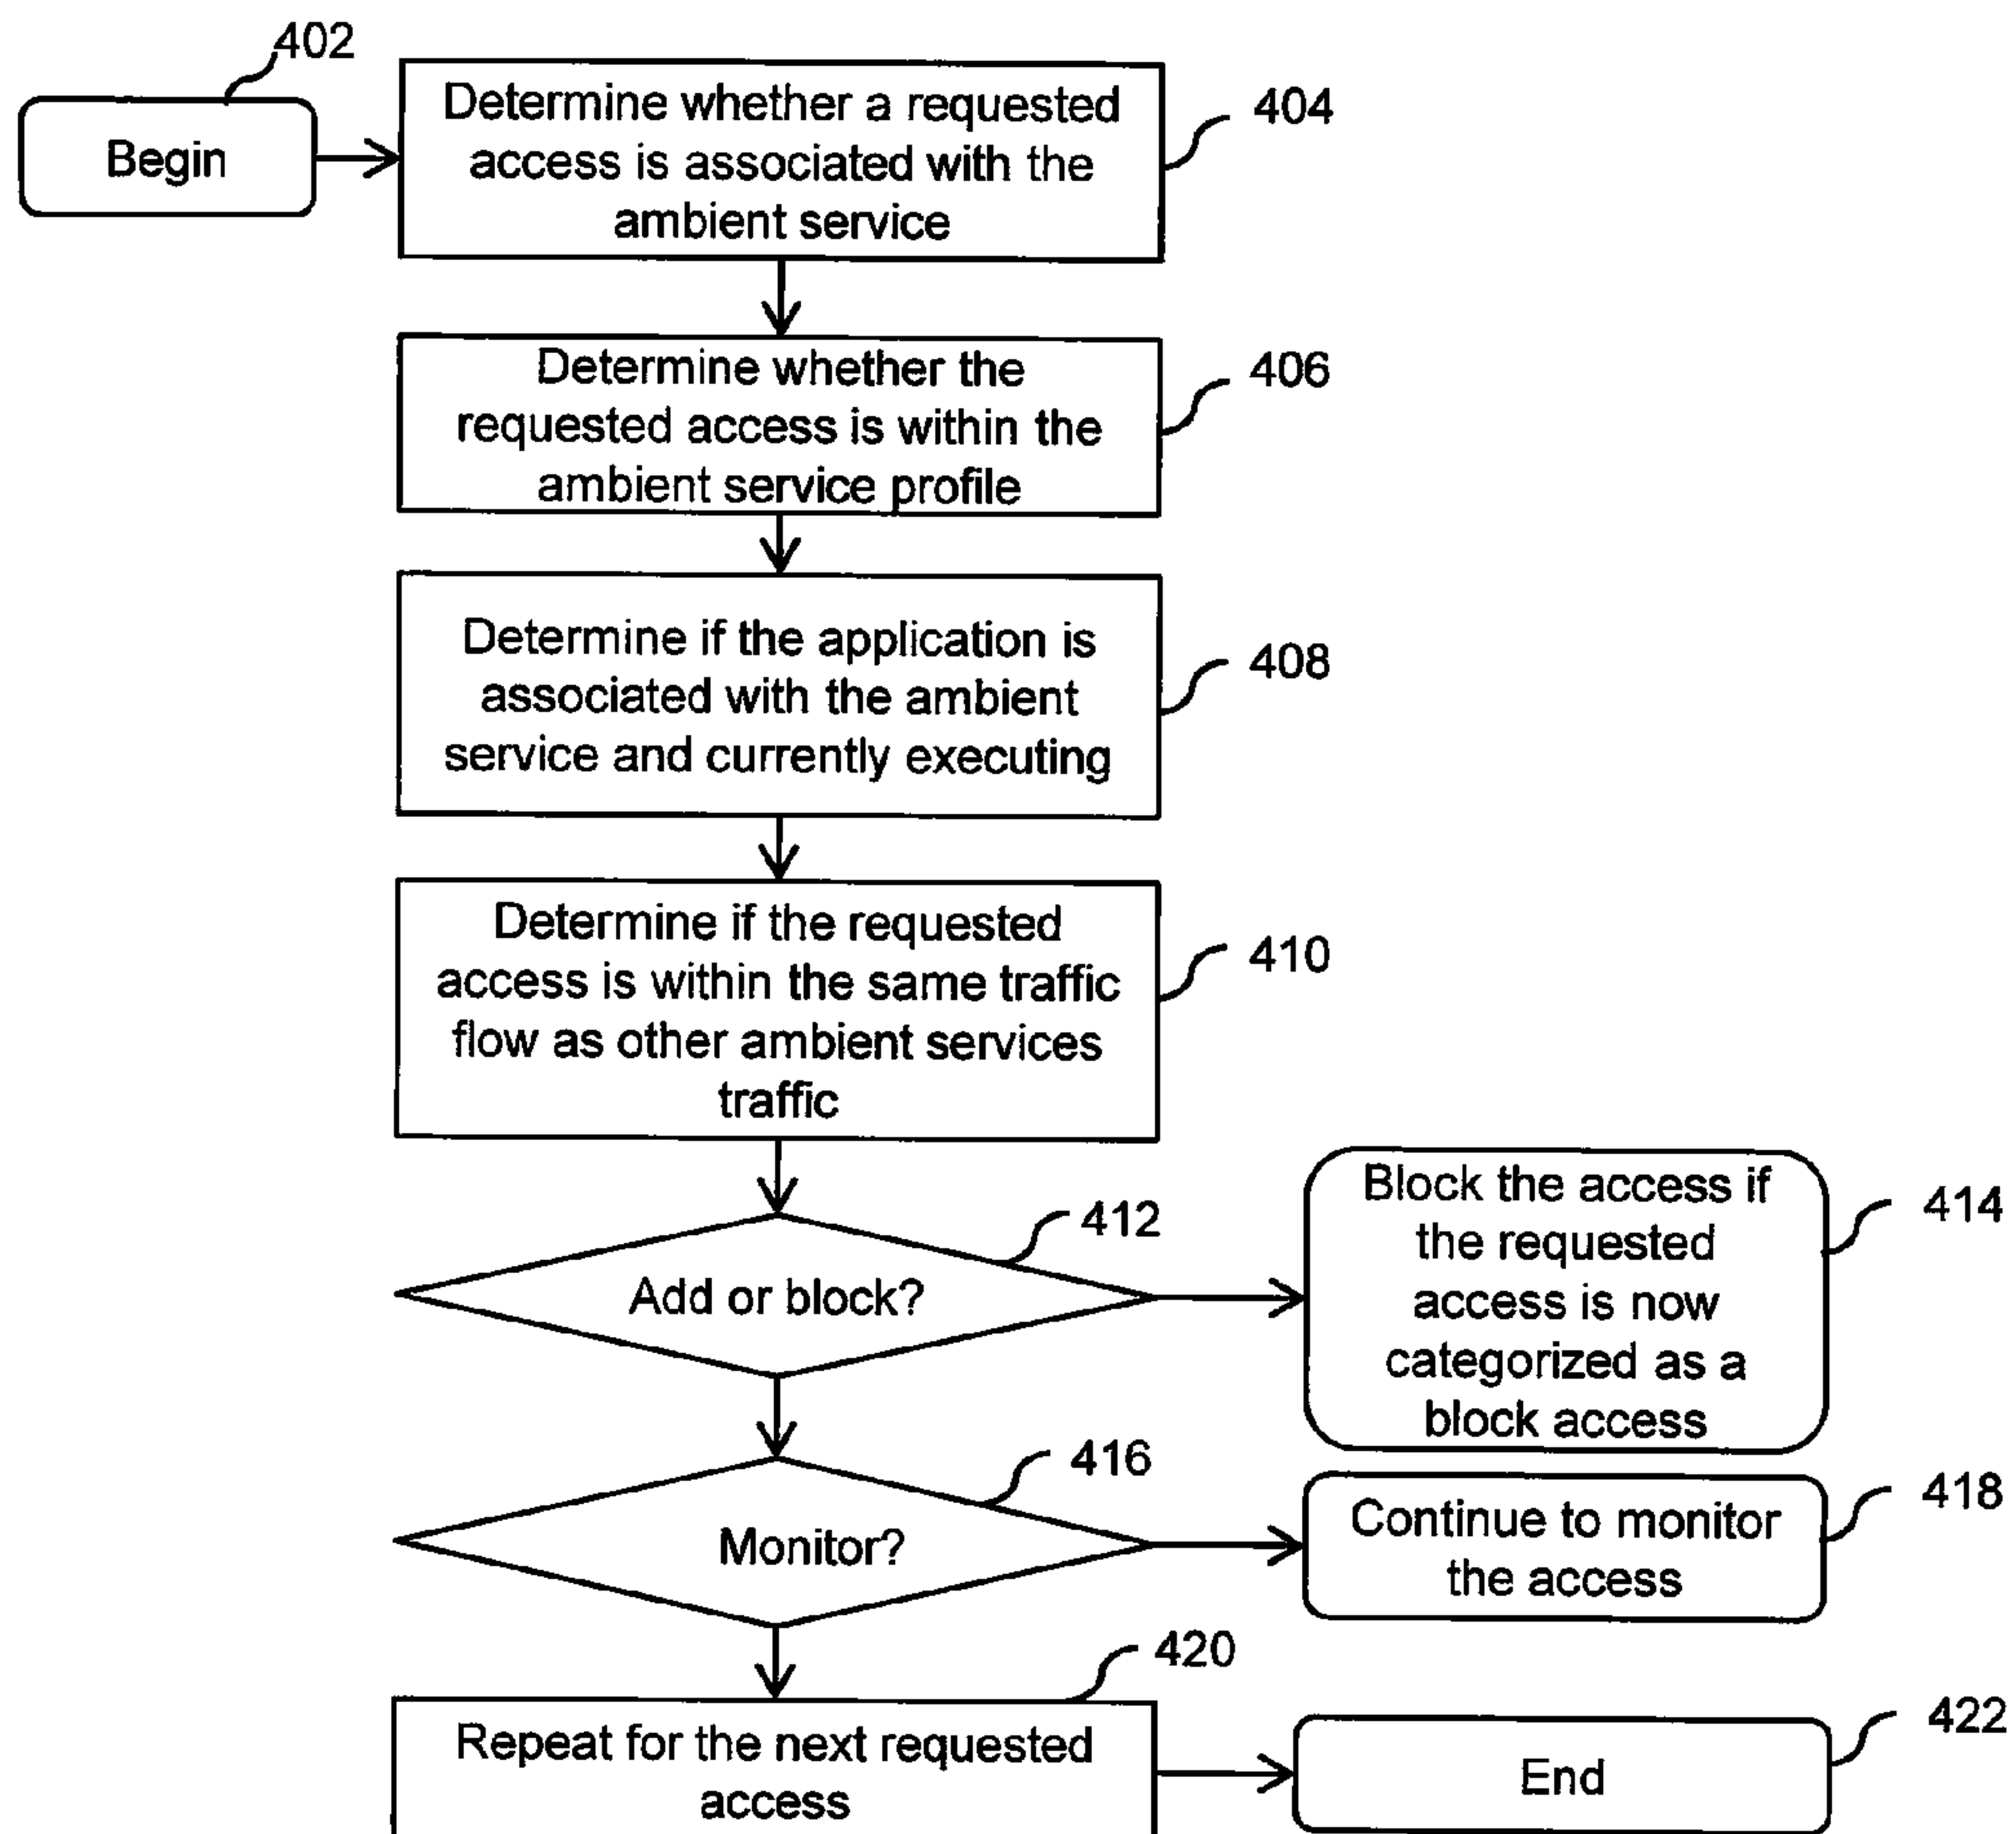 402
Begin
Determine whether a requested
access is associated with the
ambient service
404
Determine whether the
requested access is within the
ambient service profile
406
Determine if the application is
associated with the ambient
service and currently executing
408
Determine if the requested
access is within the same traffic
flow as other ambient services
traffic
410
Add or block?
412
Block the access if
the requested
access is now
categorized as a
block access
414
Monitor?
416
Continue to monitor
the access
418
Repeat for the next requested
access
420
End
422